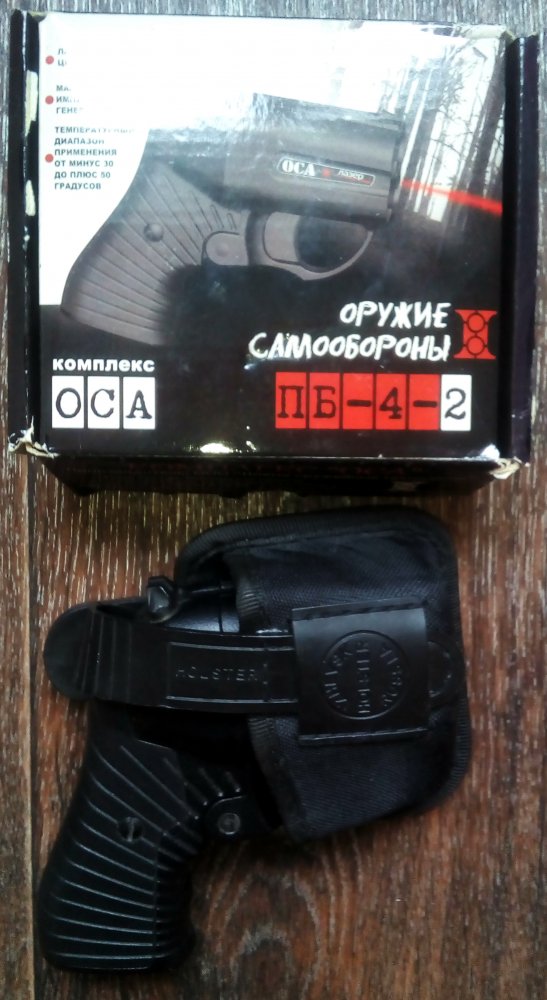 ТЕМПЕРАТУРНЫЙ
ДИАПАЗОН
ПРИМЕНЕНИЯ
ОТ МИНУС 30
ДО ПЛЮС 50
ГРАДУСОВ
ОСА лазер
ОРУЖИЕ
САМООБОРОНЫ
КОМПЛЕКС
ОСА
ПБ-4-2
HOLSTER
HOLSTER